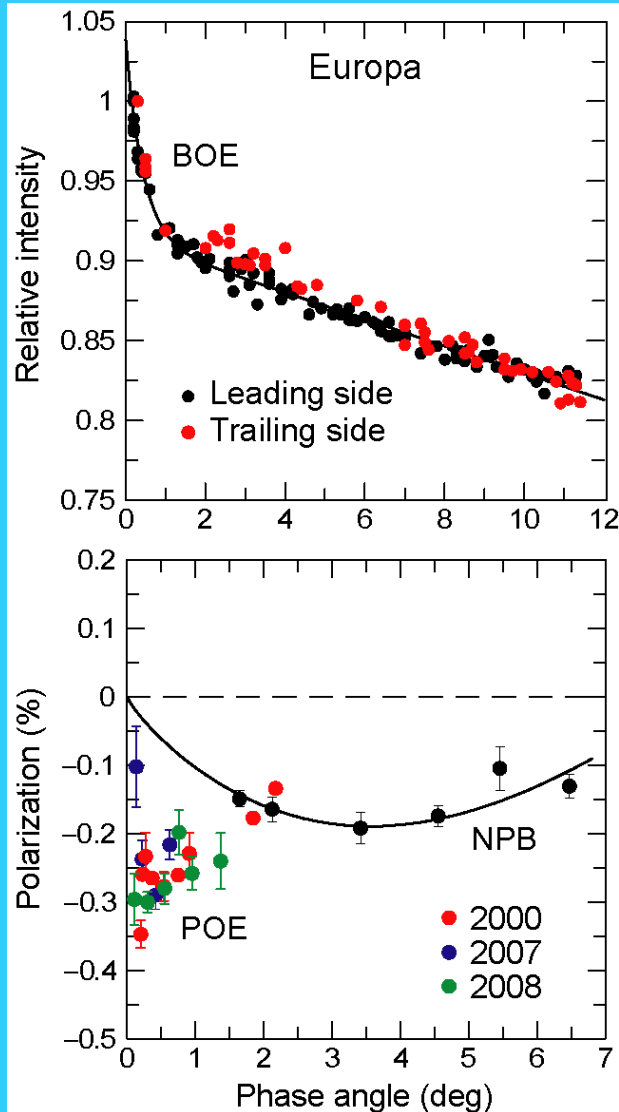 1.05
1
0.95
0.9
0.85
0.8
0.75
Relative intensity
Europa
BOE
Leading side
Trailing side
0 2 4 6 8 10 12
0.2
0.1
0
−0.1
−0.2
−0.3
−0.4
−0.5
Polarization (%)
NPB
POE
2000
2007
2008
0 1 2 3 4 5 6 7
Phase angle (deg)